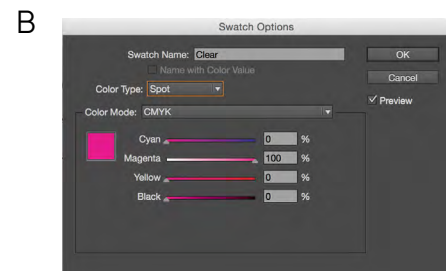 B
Swatch Options
Swatch Name: Clear
OK
Name with Color Value
Cancel
Color Type: Spot
Preview
Color Mode: CMYK
Cyan 0 %
Magenta 100 %
Yellow 0 %
Black 0 %